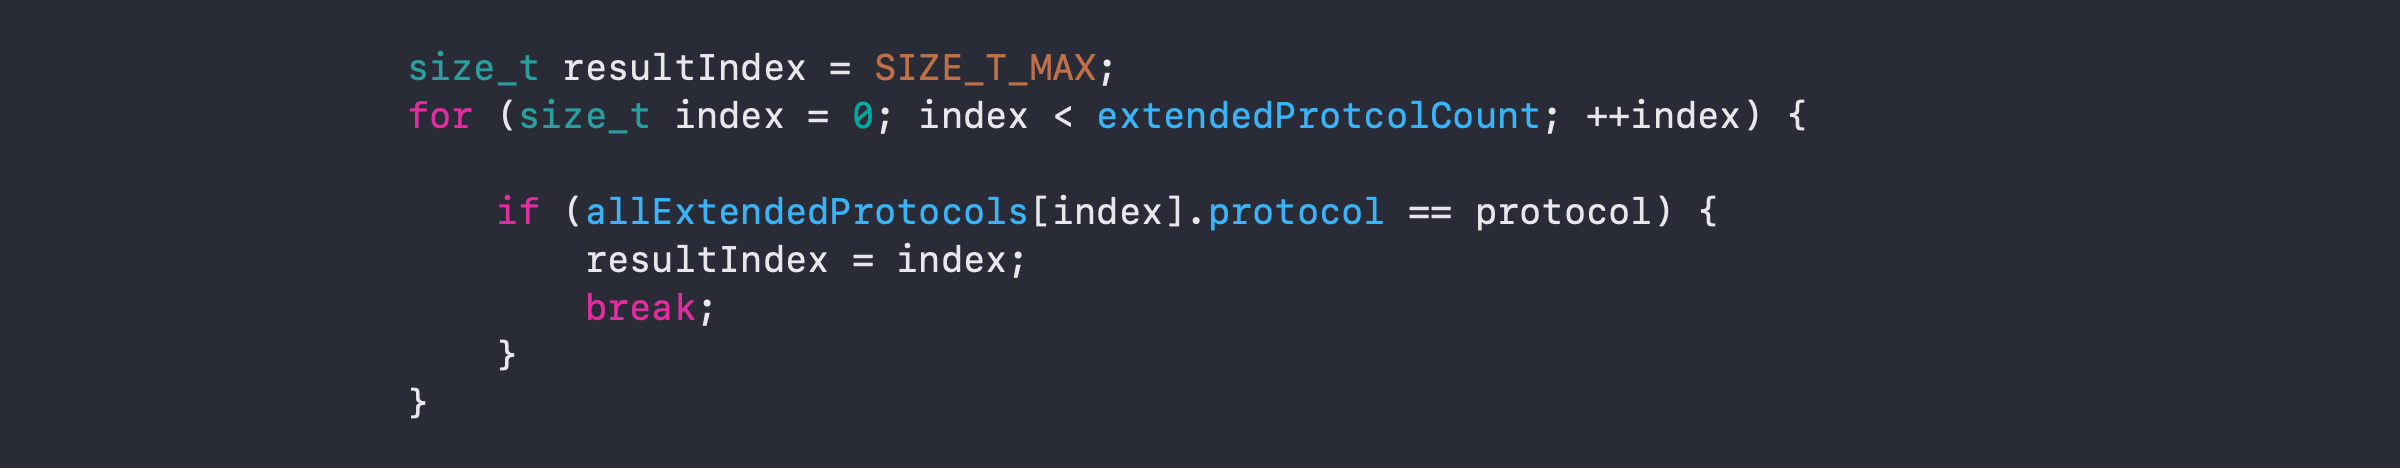 size_t resultIndex = SIZE_T_MAX;
for (size_t index = 0; index < extendedProtcolCount; ++index) {
if (allExtendedProtocols[index].protocol == protocol) {
resultIndex = index;
break;
}
}